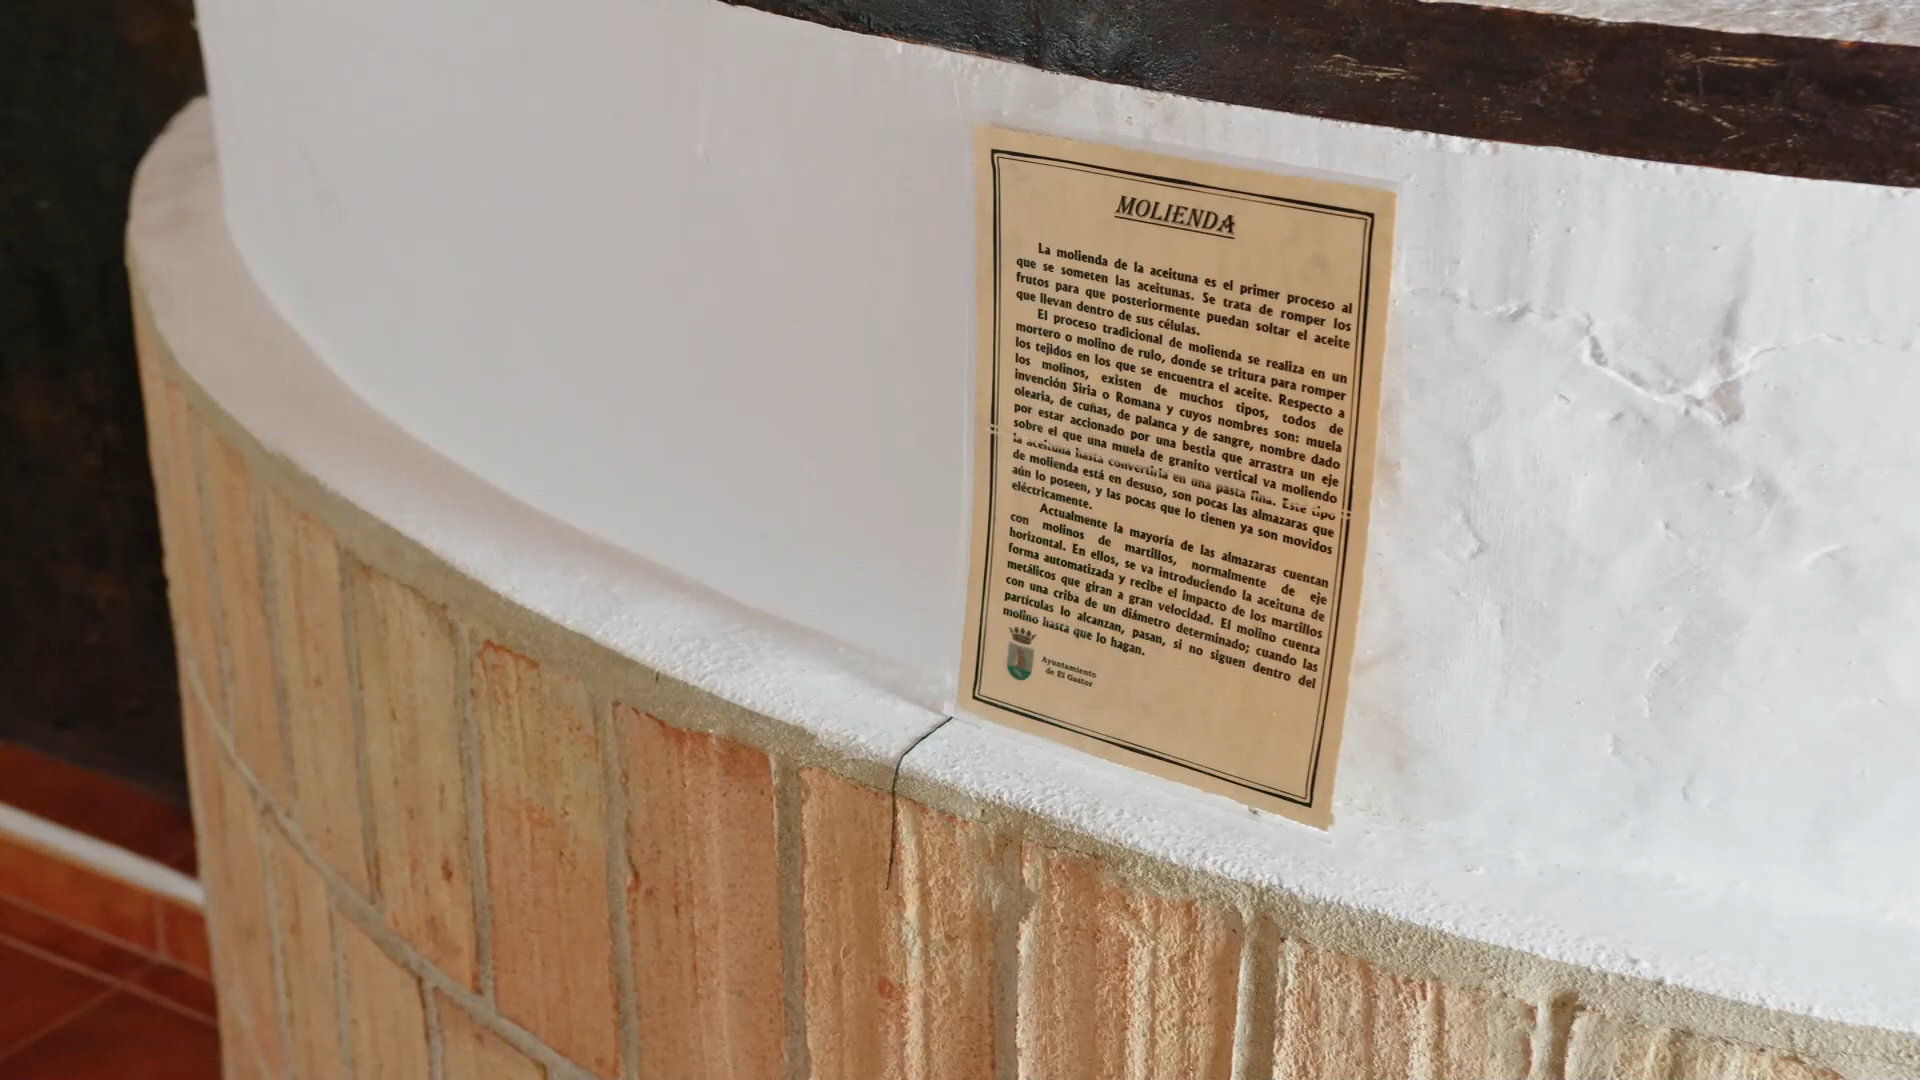 MOLIENDA
La molienda de la aceituna es el primer proceso al
que se someten las aceitunas. Se trata de romper los
frutos para que posteriormente puedan soltar el aceite
que llevan dentro de sus células.
El proceso tradicional de molienda se realiza en un
mortero o molino de rulo, donde se tritura para romper
los tejidos en los que se encuentra el aceite. Respecto a
los molinos, existen de muchos tipos, todos de
invención Siria o Romana y cuyos nombres son: muela
olearia, de cuñas, de palanca y de sangre, nombre dado
por estar accionado por una bestia que arrastra un eje
sobre el que una muela de granito vertical va moliendo
la aceituna hasta convertirla en una pasta fina. Este tipo
de molienda está en desuso, son pocas las almazaras que
aún lo poseen, y las pocas que lo tienen ya son movidos
eléctricamente.
Actualmente la mayoría de las almazaras cuentan
con molinos de martillos, normalmente de eje
horizontal. En ellos, se va introduciendo la aceituna de
forma automatizada y recibe el impacto de los martillos
metálicos que giran a gran velocidad. El molino cuenta
con una criba de un diámetro determinado; cuando las
partículas lo alcanzan, pasan, si no siguen dentro del
molino hasta que lo hagan.
Ayuntamiento
de El Gastor